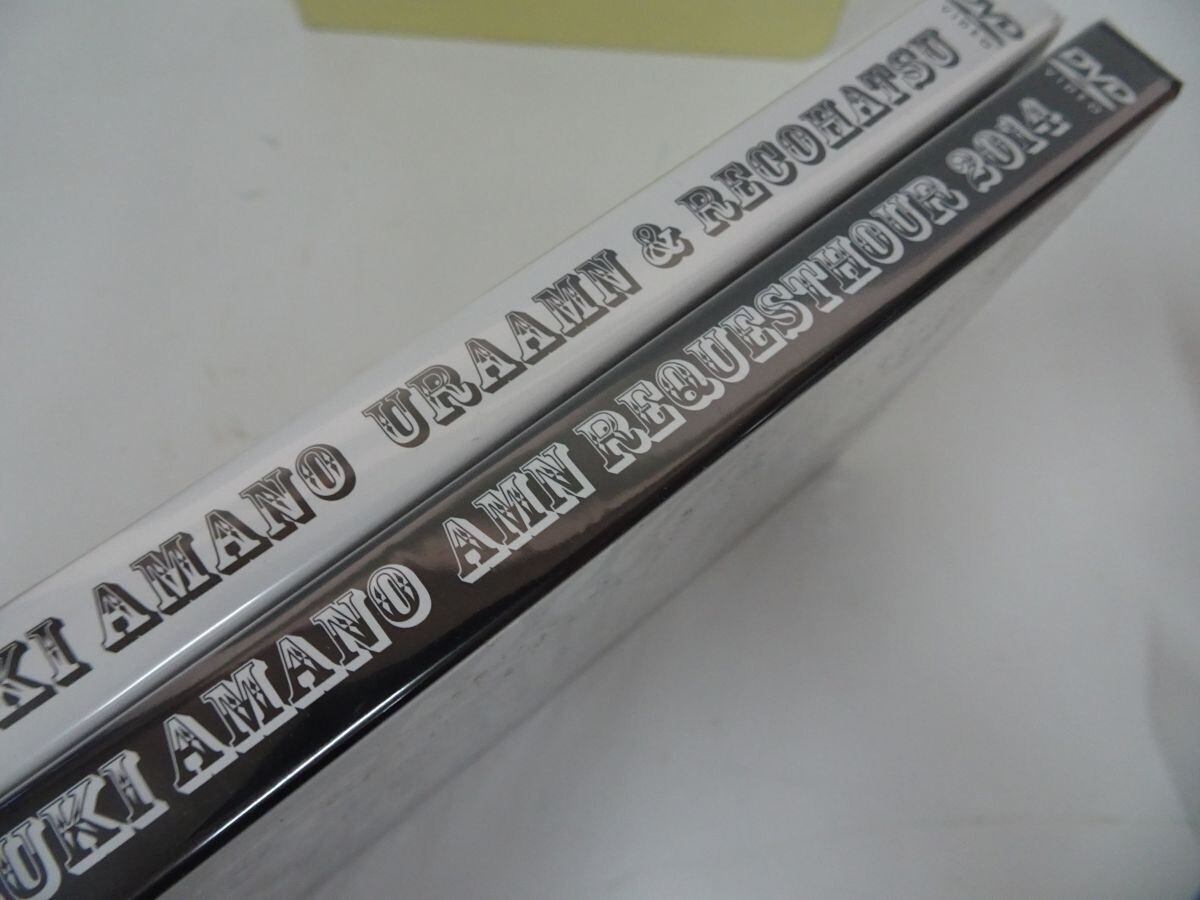 KI AMANO URAAMN & RECOHATSU DVD VIDEO
UKI AMANO AMN REQUESTHOUR 2014 DVD VIDEO